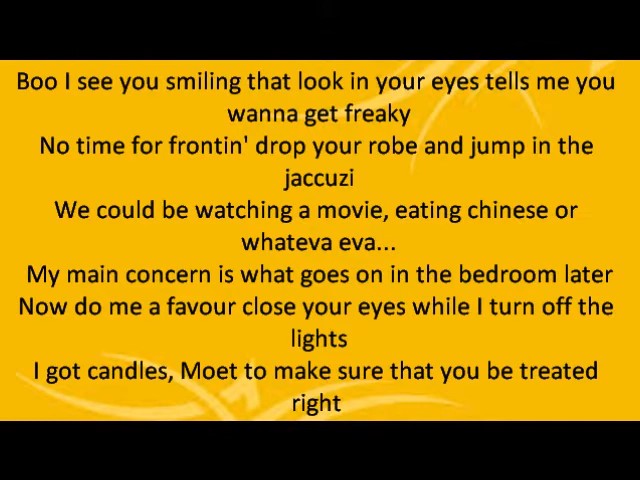 Boo I see you smiling that look in your eyes tells me you
wanna get freaky
No time for frontin' drop your robe and jump in the
jaccuzi
We could be watching a movie, eating chinese or
whateva eva...
My main concern is what goes on in the bedroom later
Now do me a favour close your eyes while I turn off the
lights
I got candles, Moet to make sure that you be treated
right